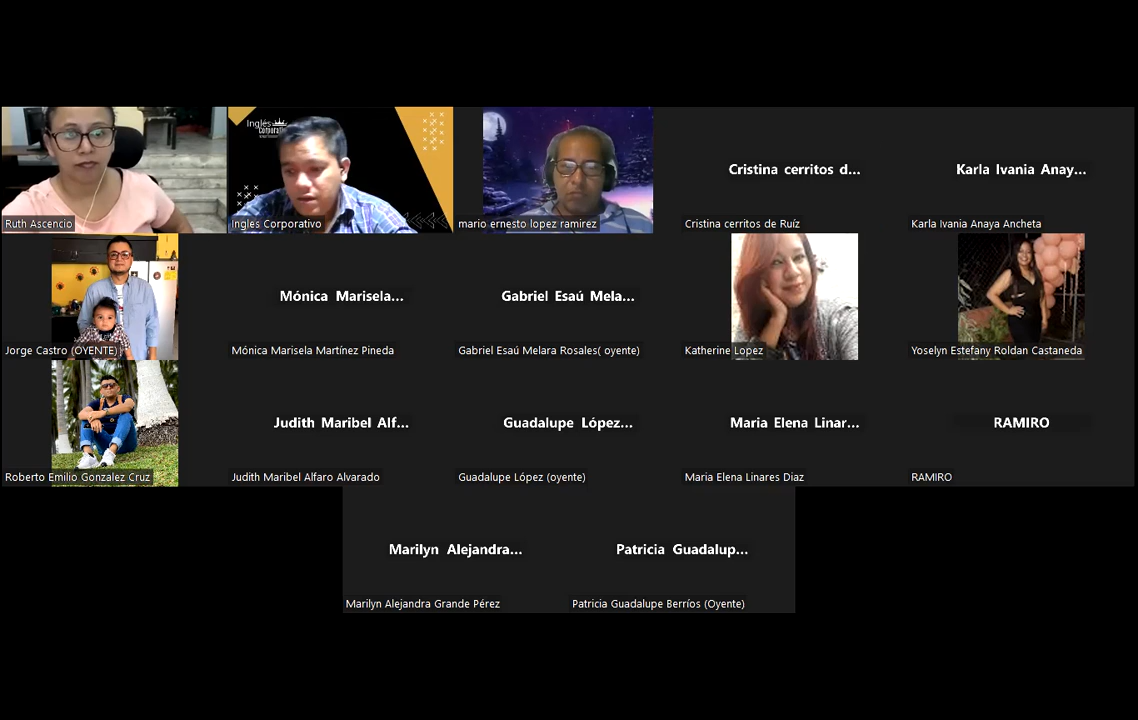 Inglés
Corporativo
Ruth Ascencio
Ingles Corporativo
mario ernesto lopez ramirez
Cristina cerritos d...
Cristina cerritos de Ruíz
Karla Ivania Anay...
Karla Ivania Anaya Ancheta
Jorge Castro (OYENTE)
Mónica Marisela...
Mónica Marisela Martínez Pineda
Gabriel Esaú Mela...
Gabriel Esaú Melara Rosales( oyente)
Katherine Lopez
Yoselyn Estefany Roldan Castaneda
Roberto Emilio Gonzalez Cruz
Judith Maribel Alf...
Judith Maribel Alfaro Alvarado
Guadalupe López...
Guadalupe López (oyente)
Maria Elena Linar...
Maria Elena Linares Diaz
RAMIRO
RAMIRO
Marilyn Alejandra...
Marilyn Alejandra Grande Pérez
Patricia Guadalup...
Patricia Guadalupe Berríos (Oyente)